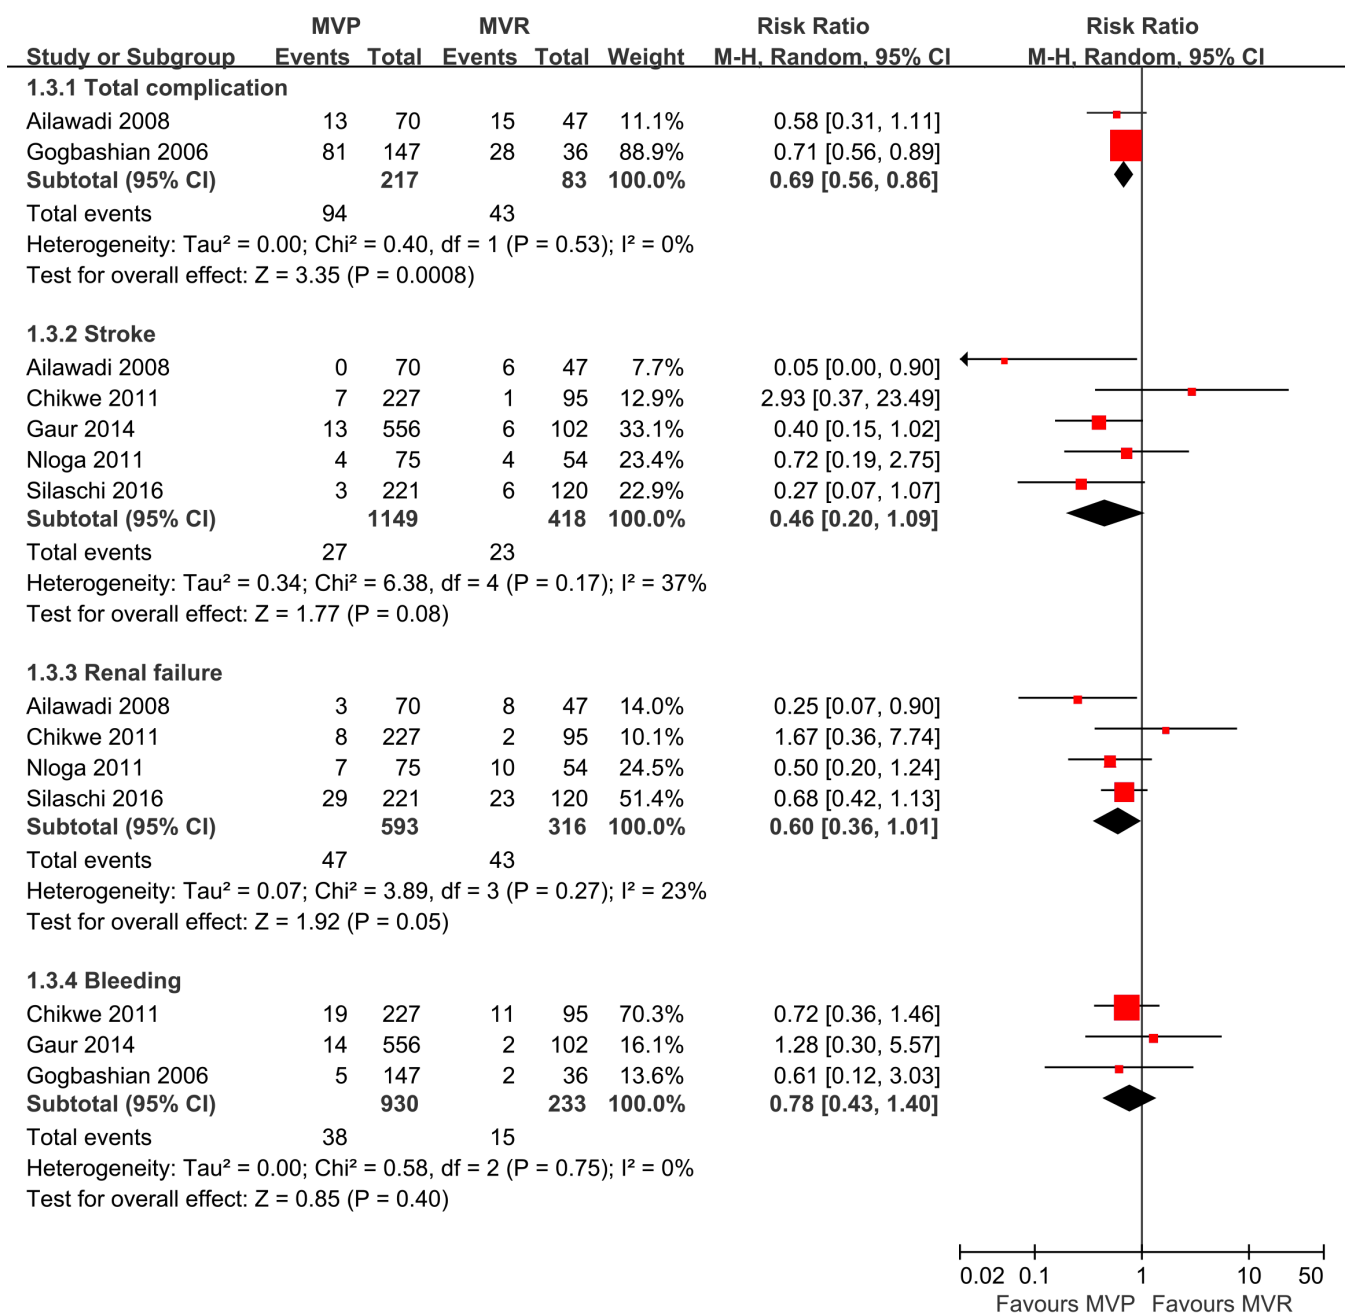 MVP MVR Risk Ratio Risk Ratio
Study or Subgroup Events Total Events Total Weight M-H, Random, 95% CI M-H, Random, 95% CI
1.3.1 Total complication
Ailawadi 2008 13 70 15 47 11.1% 0.58 [0.31, 1.11]
Gogbashian 2006 81 147 28 36 88.9% 0.71 [0.56, 0.89]
Subtotal (95% CI) 217 83 100.0% 0.69 [0.56, 0.86]
Total events 94 43
Heterogeneity: Tau² = 0.00; Chi² = 0.40, df = 1 (P = 0.53); I² = 0%
Test for overall effect: Z = 3.35 (P = 0.0008)
1.3.2 Stroke
Ailawadi 2008 0 70 6 47 7.7% 0.05 [0.00, 0.90]
Chikwe 2011 7 227 1 95 12.9% 2.93 [0.37, 23.49]
Gaur 2014 13 556 6 102 33.1% 0.40 [0.15, 1.02]
Nloga 2011 4 75 4 54 23.4% 0.72 [0.19, 2.75]
Silaschi 2016 3 221 6 120 22.9% 0.27 [0.07, 1.07]
Subtotal (95% CI) 1149 418 100.0% 0.46 [0.20, 1.09]
Total events 27 23
Heterogeneity: Tau² = 0.34; Chi² = 6.38, df = 4 (P = 0.17); I² = 37%
Test for overall effect: Z = 1.77 (P = 0.08)
1.3.3 Renal failure
Ailawadi 2008 3 70 8 47 14.0% 0.25 [0.07, 0.90]
Chikwe 2011 8 227 2 95 10.1% 1.67 [0.36, 7.74]
Nloga 2011 7 75 10 54 24.5% 0.50 [0.20, 1.24]
Silaschi 2016 29 221 23 120 51.4% 0.68 [0.42, 1.13]
Subtotal (95% CI) 593 316 100.0% 0.60 [0.36, 1.01]
Total events 47 43
Heterogeneity: Tau² = 0.07; Chi² = 3.89, df = 3 (P = 0.27); I² = 23%
Test for overall effect: Z = 1.92 (P = 0.05)
1.3.4 Bleeding
Chikwe 2011 19 227 11 95 70.3% 0.72 [0.36, 1.46]
Gaur 2014 14 556 2 102 16.1% 1.28 [0.30, 5.57]
Gogbashian 2006 5 147 2 36 13.6% 0.61 [0.12, 3.03]
Subtotal (95% CI) 930 233 100.0% 0.78 [0.43, 1.40]
Total events 38 15
Heterogeneity: Tau² = 0.00; Chi² = 0.58, df = 2 (P = 0.75); I² = 0%
Test for overall effect: Z = 0.85 (P = 0.40)
0.02 0.1 1 10 50
Favours MVP Favours MVR